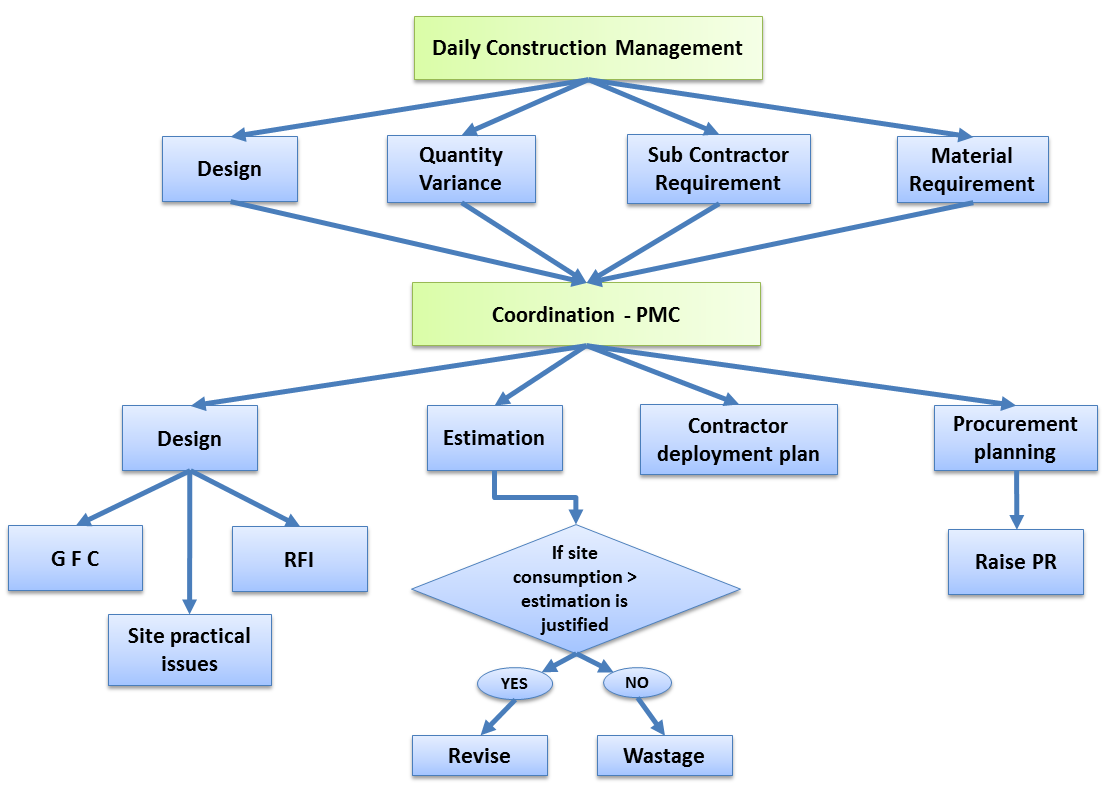 Daily Construction Management
Design
Quantity
Variance
Sub Contractor
Requirement
Material
Requirement
Coordination - PMC
Design
Estimation
Contractor
deployment plan
Procurement
planning
G F C
RFI
Site practical
issues
If site
consumption >
estimation is
justified
Raise PR
YES
NO
Revise
Wastage